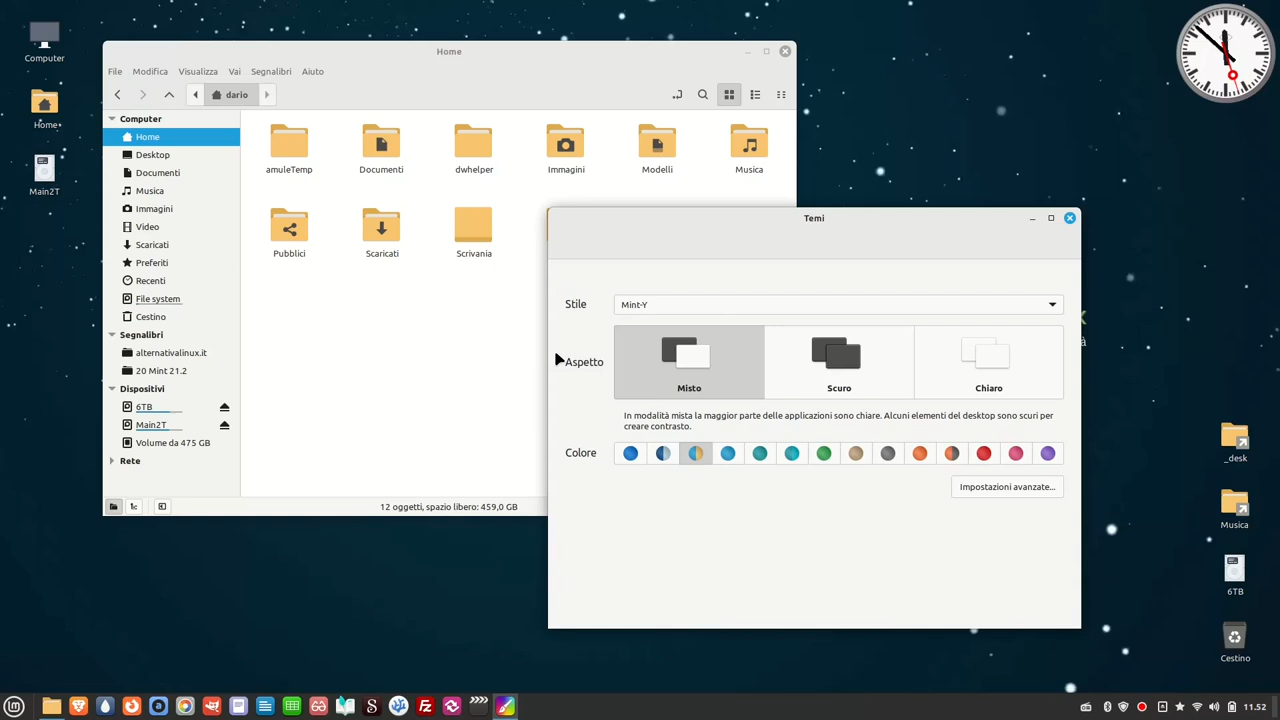 Computer
Home
Main2T
Home
File Modifica Visualizza Vai Segnalibri Aiuto
dario
Computer
Home
Desktop
Documenti
Musica
Immagini
Video
Scaricati
Preferiti
Recenti
File system
Cestino
Segnalibri
alternativalinux.it
20 Mint 21.2
Dispositivi
6TB
Main2T
Volume da 475 GB
Rete
amuleTemp Documenti dwhelper Immagini Modelli Musica
Pubblici Scaricati Scrivania
12 oggetti, spazio libero: 459,0 GB
Temi
Stile Mint-Y
Aspetto
Misto Scuro Chiaro
In modalità mista la maggior parte delle applicazioni sono chiare. Alcuni elementi del desktop sono scuri per
creare contrasto.
Colore
Impostazioni avanzate...
_desk
Musica
6TB
Cestino
11.52